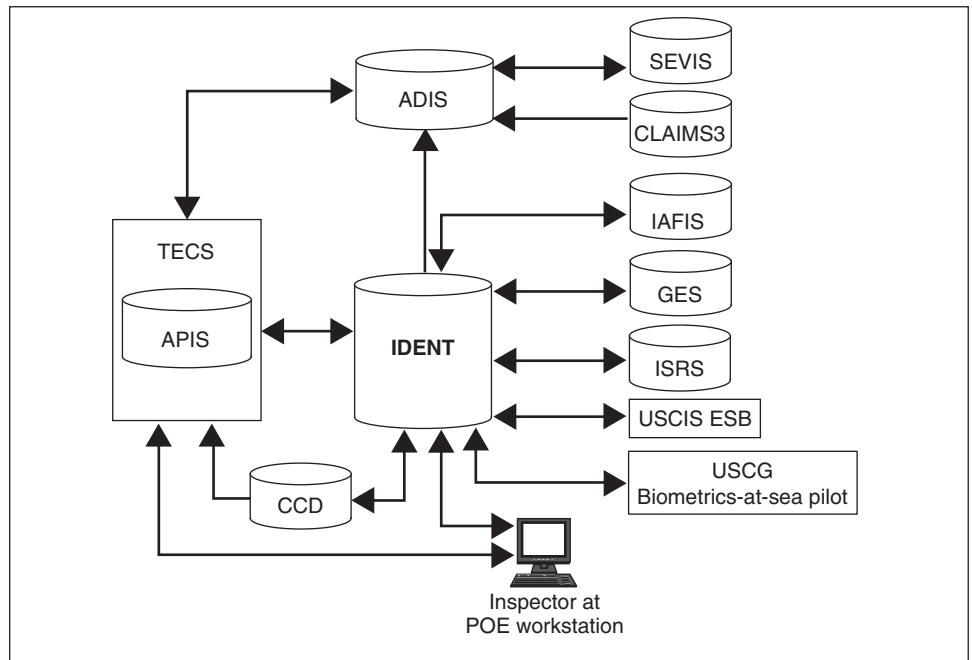 SEVIS
ADIS
CLAIMS3
IAFIS
TECS
GES
APIS
IDENT
ISRS
USCIS ESB
USCG
Biometrics-at-sea pilot
CCD
Inspector at
POE workstation